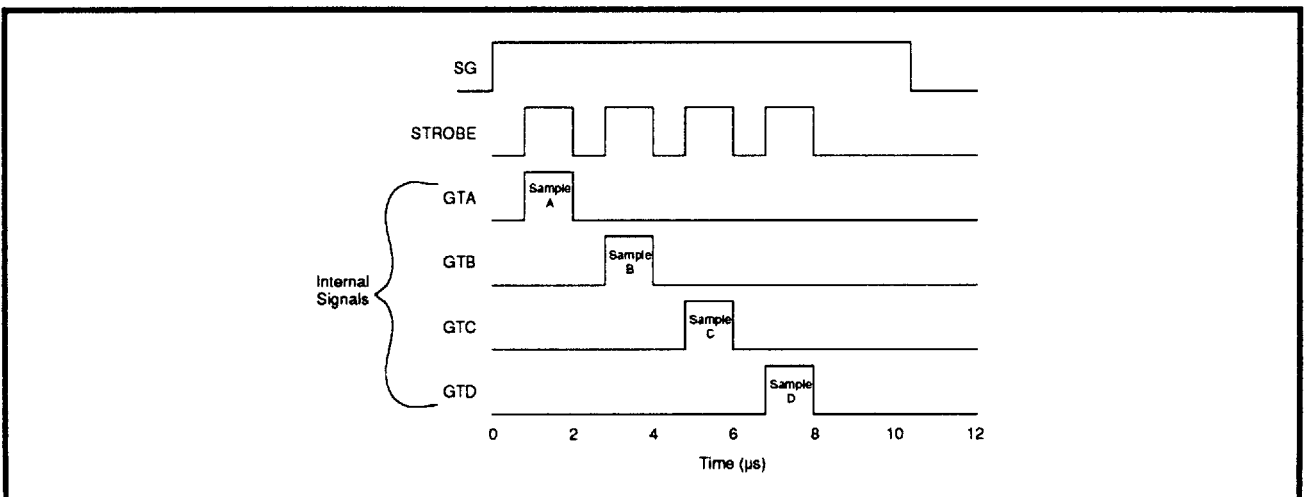 SG
STROBE
GTA
Sample
A
GTB
Sample
B
Internal
Signals
GTC
Sample
C
GTD
Sample
D
0 2 4 6 8 10 12
Time (µs)